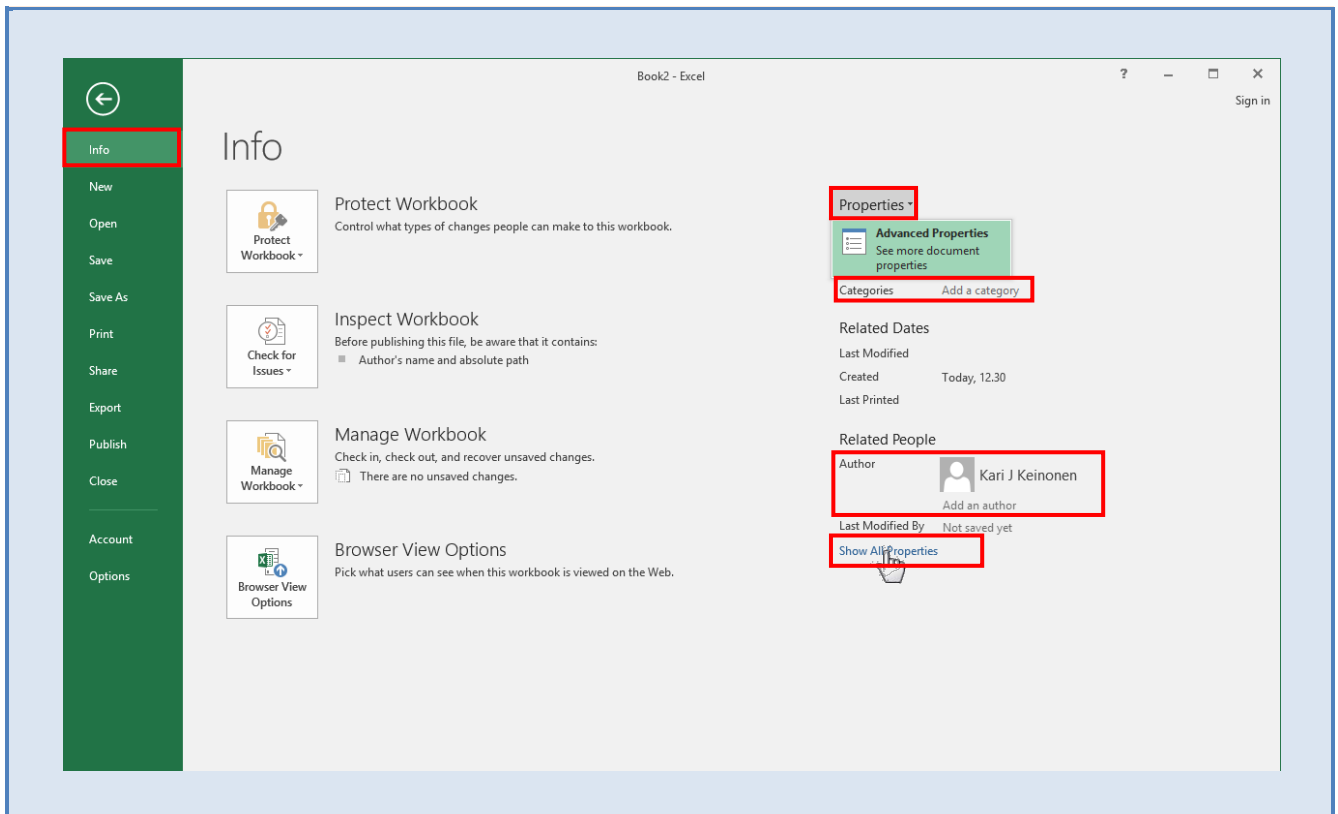 Book2 - Excel
?
Sign in
Info
New
Open
Save
Save As
Print
Share
Export
Publish
Close
Account
Options
Info
Protect
Workbook
Protect Workbook
Control what types of changes people can make to this workbook.
Check for
Issues
Inspect Workbook
Before publishing this file, be aware that it contains:
Author's name and absolute path
Manage
Workbook
Manage Workbook
Check in, check out, and recover unsaved changes.
There are no unsaved changes.
Browser View
Options
Browser View Options
Pick what users can see when this workbook is viewed on the Web.
Properties
Advanced Properties
See more document
properties
Categories Add a category
Related Dates
Last Modified
Created Today, 12.30
Last Printed
Related People
Author Kari J Keinonen
Add an author
Last Modified By Not saved yet
Show All Properties